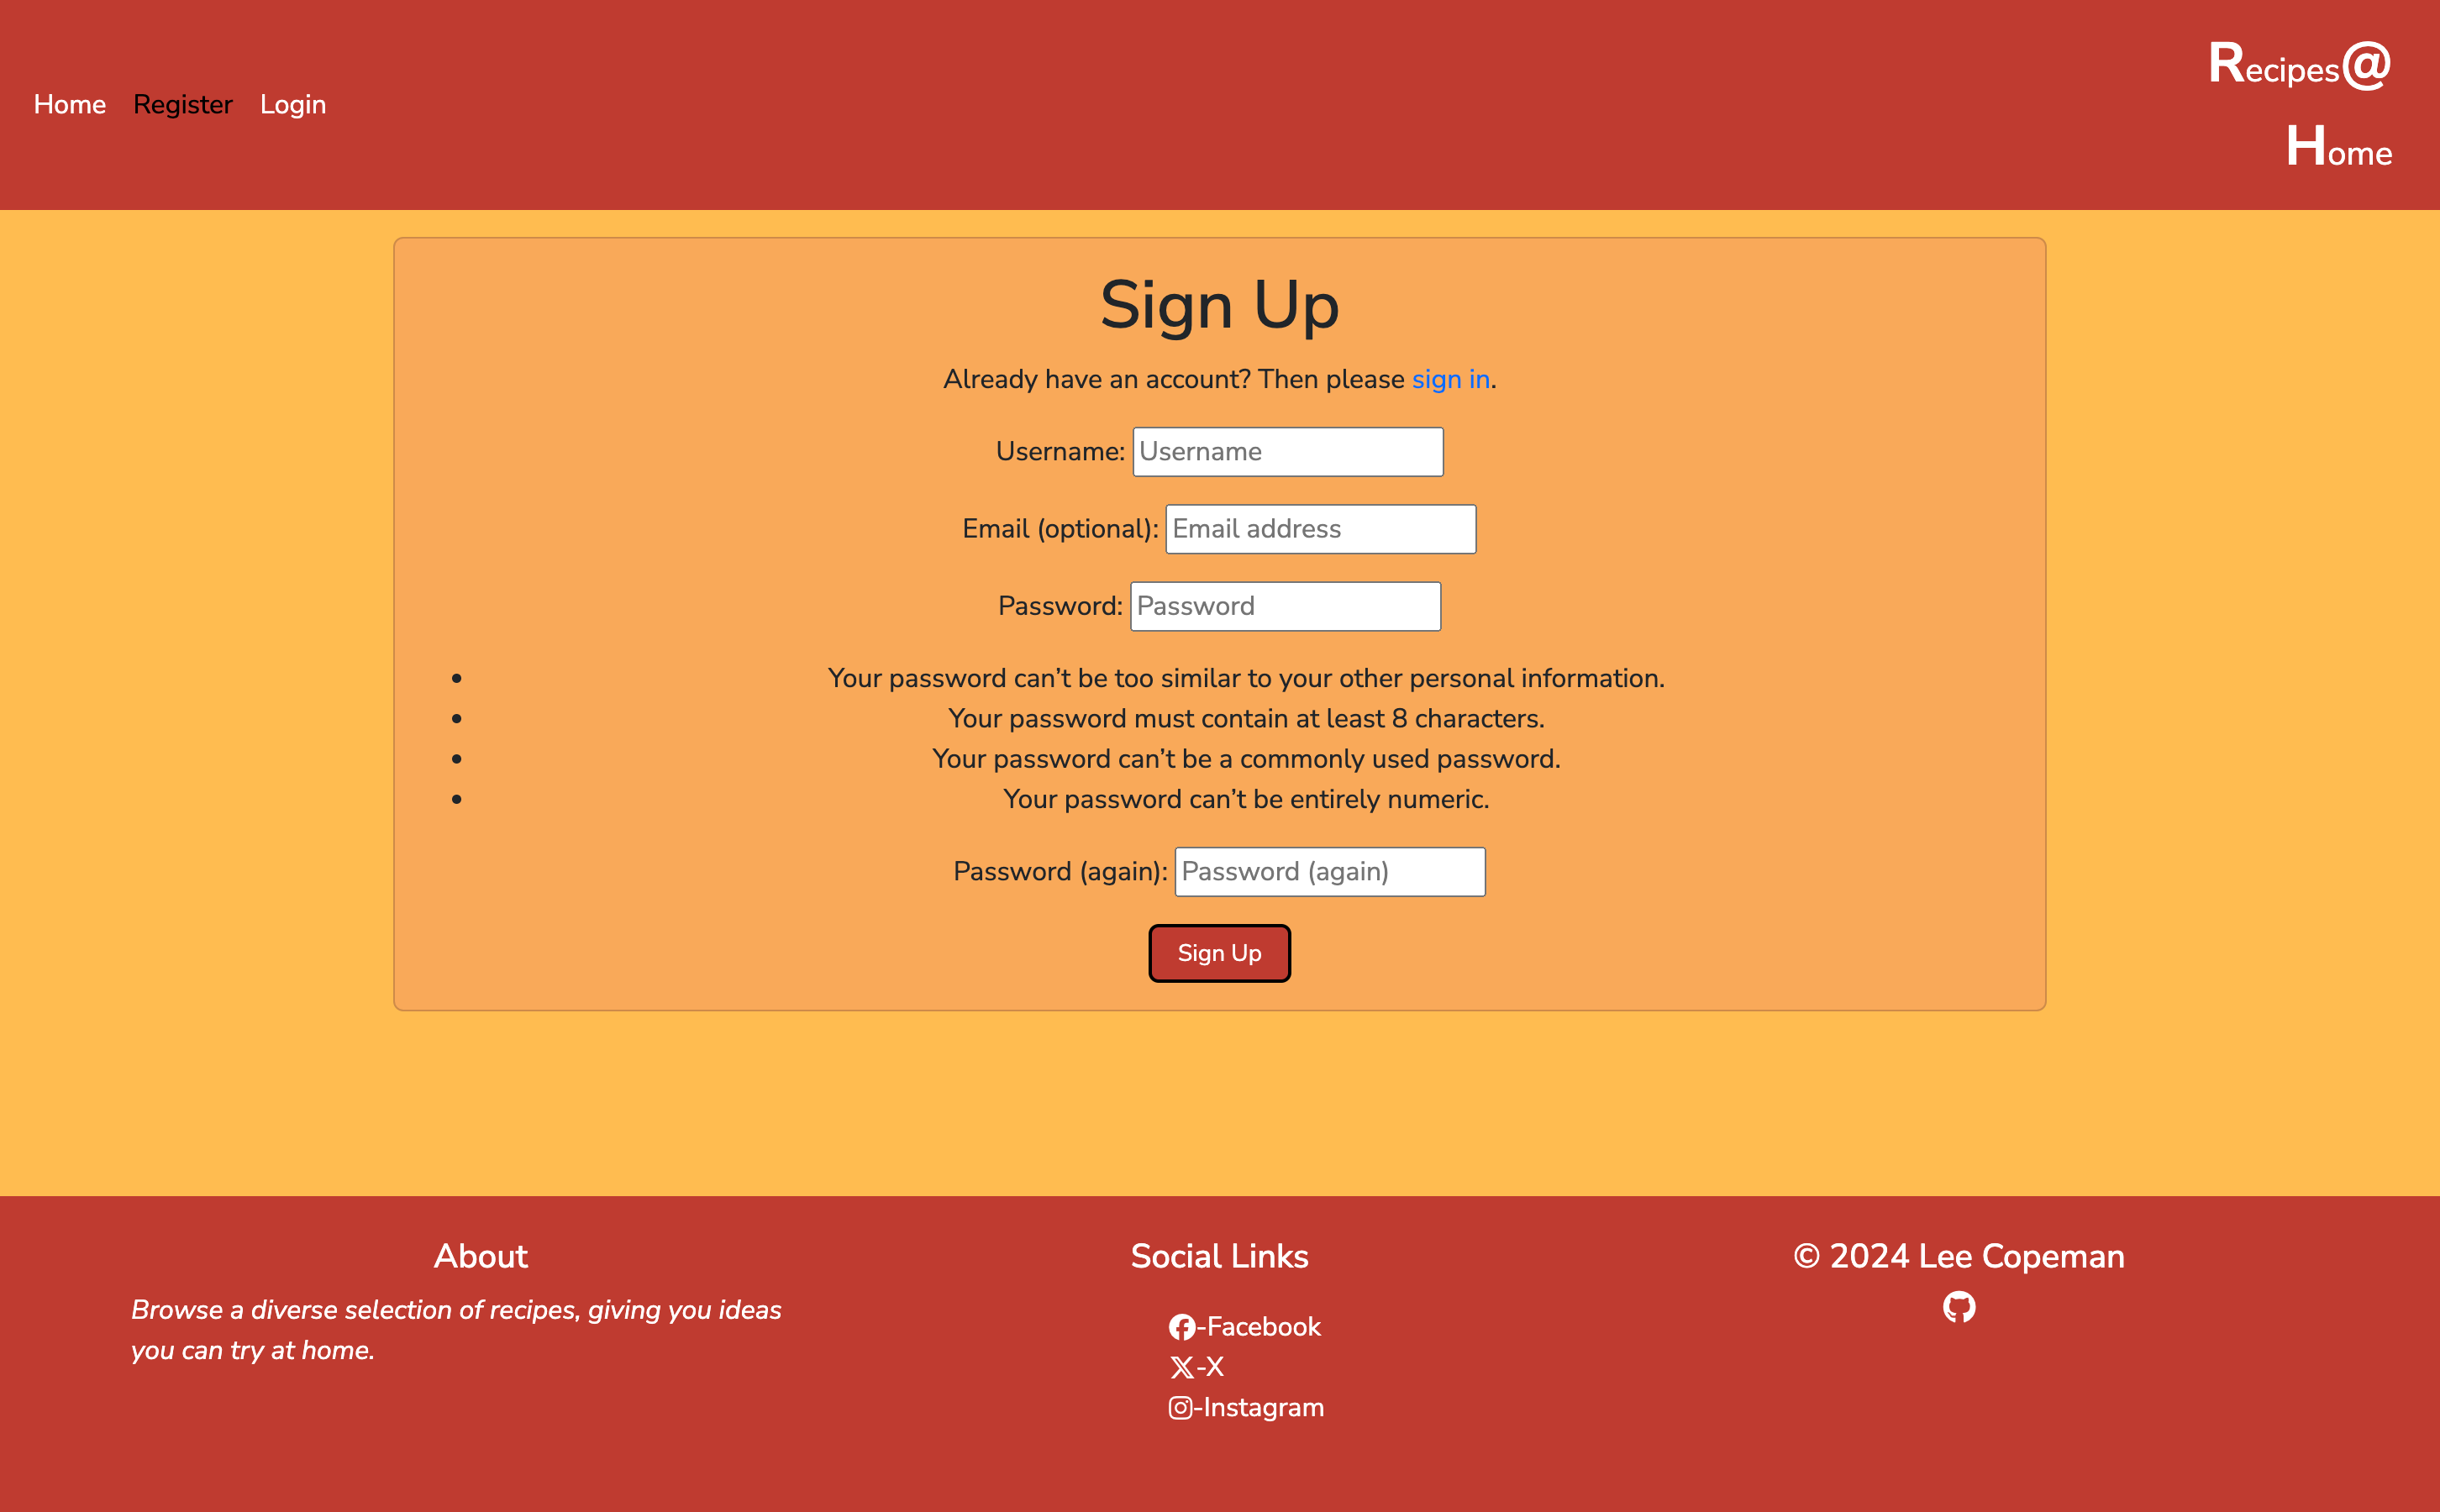 Home Register Login
Recipes@
Home
Sign Up
Already have an account? Then please sign in.
Username: Username
Email (optional): Email address
Password: Password
• Your password can’t be too similar to your other personal information.
• Your password must contain at least 8 characters.
• Your password can’t be a commonly used password.
• Your password can’t be entirely numeric.
Password (again): Password (again)
Sign Up
About
Browse a diverse selection of recipes, giving you ideas
you can try at home.
Social Links
-Facebook
-X
-Instagram
© 2024 Lee Copeman